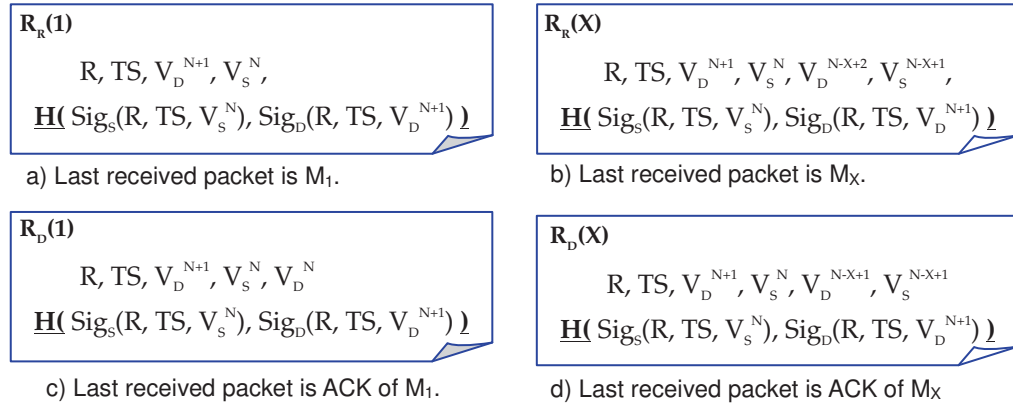 R_R(1)
R, TS, V_D^{N+1}, V_S^N,
H( Sig_S(R, TS, V_S^N), Sig_D(R, TS, V_D^{N+1}) )
a) Last received packet is M_1.
R_R(X)
R, TS, V_D^{N+1}, V_S^N, V_D^{N-X+2}, V_S^{N-X+1},
H( Sig_S(R, TS, V_S^N), Sig_D(R, TS, V_D^{N+1}) )
b) Last received packet is M_X.
R_D(1)
R, TS, V_D^{N+1}, V_S^N, V_D^N
H( Sig_S(R, TS, V_S^N), Sig_D(R, TS, V_D^{N+1}) )
c) Last received packet is ACK of M_1.
R_D(X)
R, TS, V_D^{N+1}, V_S^N, V_D^{N-X+1}, V_S^{N-X+1}
H( Sig_S(R, TS, V_S^N), Sig_D(R, TS, V_D^{N+1}) )
d) Last received packet is ACK of M_X